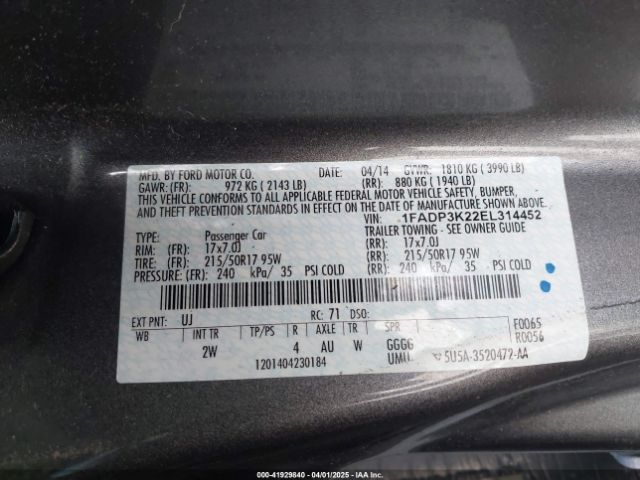 MFD. BY FORD MOTOR CO. DATE: 04/14 GVWR: 1810 KG ( 3990 LB)
GAWR: (FR) 972 KG ( 2143 LB) (RR) 880 KG ( 1940 LB)
THIS VEHICLE CONFORMS TO ALL APPLICABLE FEDERAL MOTOR VEHICLE SAFETY, BUMPER,
AND THEFT PREVENTION STANDARDS IN EFFECT ON THE DATE OF MANUFACTURE SHOWN ABOVE.
VIN: 1FADP3K22EL314452
TYPE: Passenger Car TRAILER TOWING - SEE OWNER GUIDE
RIM: (FR) 17x7.0J (RR) 17x7.0J
TIRE: (FR) 215/50R17 95W (RR) 215/50R17 95W
PRESSURE: (FR) 240 kPa/ 35 PSI COLD (RR) 240 kPa/ 35 PSI COLD
EXT PNT: UJ RC: 71 DSO: F0065
WB INT TR TP/PS R AXLE TR SPR R0056
2W 4 AU W GGGG
1201404230184 5U5A-3520472-AA
000-41929840 - 04/01/2025 - IAA Inc.